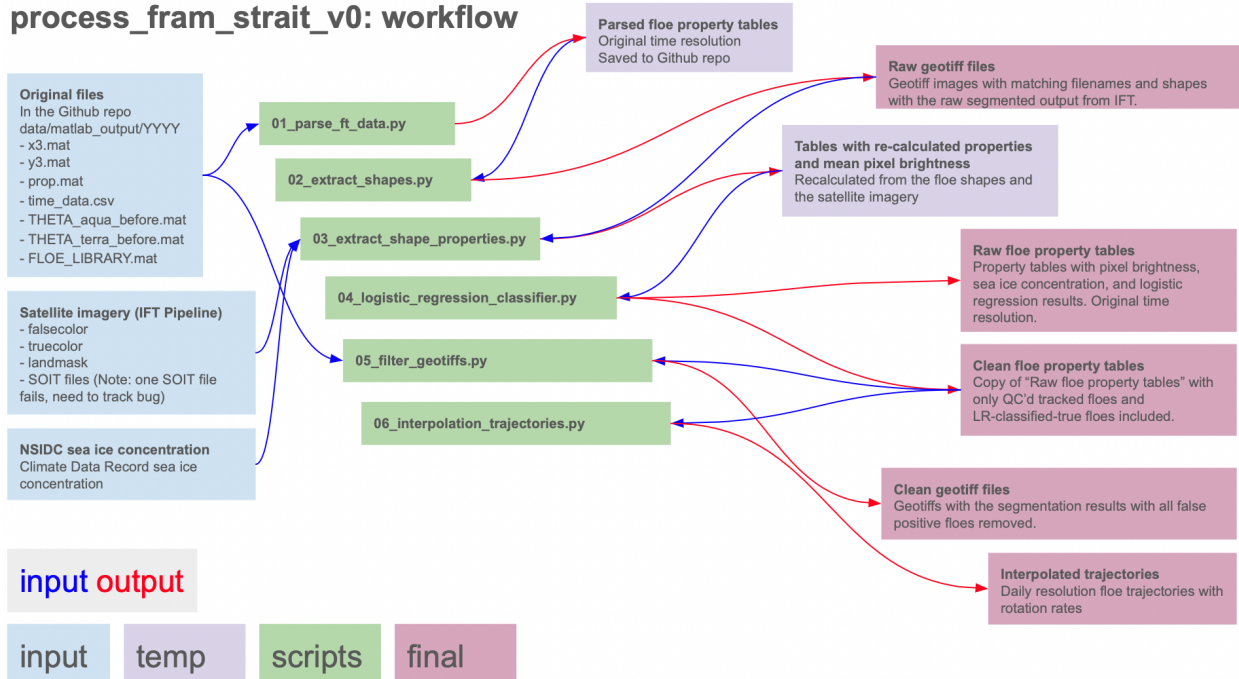 process_fram_strait_v0: workflow
Original files
In the Github repo
data/matlab_output/YYYY
- x3.mat
- y3.mat
- prop.mat
- time_data.csv
- THETA_aqua_before.mat
- THETA_terra_before.mat
- FLOE_LIBRARY.mat
Satellite imagery (IFT Pipeline)
- falsecolor
- truecolor
- landmask
- SOIT files (Note: one SOIT file
fails, need to track bug)
NSIDC sea ice concentration
Climate Data Record sea ice
concentration
01_parse_ft_data.py
02_extract_shapes.py
03_extract_shape_properties.py
04_logistic_regression_classifier.py
05_filter_geotiffs.py
06_interpolation_trajectories.py
Parsed floe property tables
Original time resolution
Saved to Github repo
Raw geotiff files
Geotiff images with matching filenames and shapes
with the raw segmented output from IFT.
Tables with re-calculated properties
and mean pixel brightness
Recalculated from the floe shapes and
the satellite imagery
Raw floe property tables
Property tables with pixel brightness,
sea ice concentration, and logistic
regression results. Original time
resolution.
Clean floe property tables
Copy of “Raw floe property tables” with
only QC’d tracked floes and
LR-classified-true floes included.
Clean geotiff files
Geotiffs with the segmentation results with all false
positive floes removed.
Interpolated trajectories
Daily resolution floe trajectories with
rotation rates
input output
input
temp
scripts
final